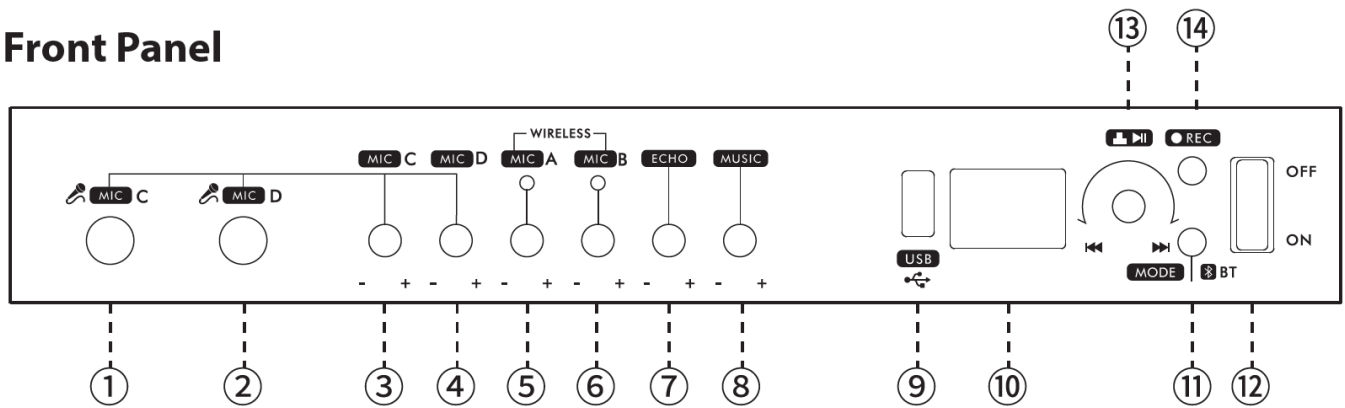 Front Panel
⑬ ⑭
WIRELESS
MIC C MIC D MIC A MIC B ECHO MUSIC
REC
OFF
MIC C MIC D
ON
USB
MODE BT
- + - + - + - + - + - +
① ② ③ ④ ⑤ ⑥ ⑦ ⑧ ⑨ ⑩ ⑪ ⑫